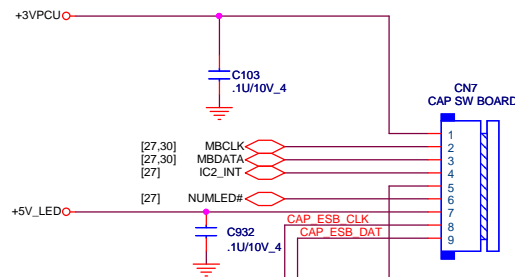 +3VPCU
C103
.1U/10V_4
CN7
CAP SW BOARD
[27,30] MBCLK
[27,30] MBDATA
[27] IC2_INT
[27] NUMLED#
+5V_LED
C932
.1U/10V_4
CAP_ESB_CLK
CAP_ESB_DAT
1
2
3
4
5
6
7
8
9